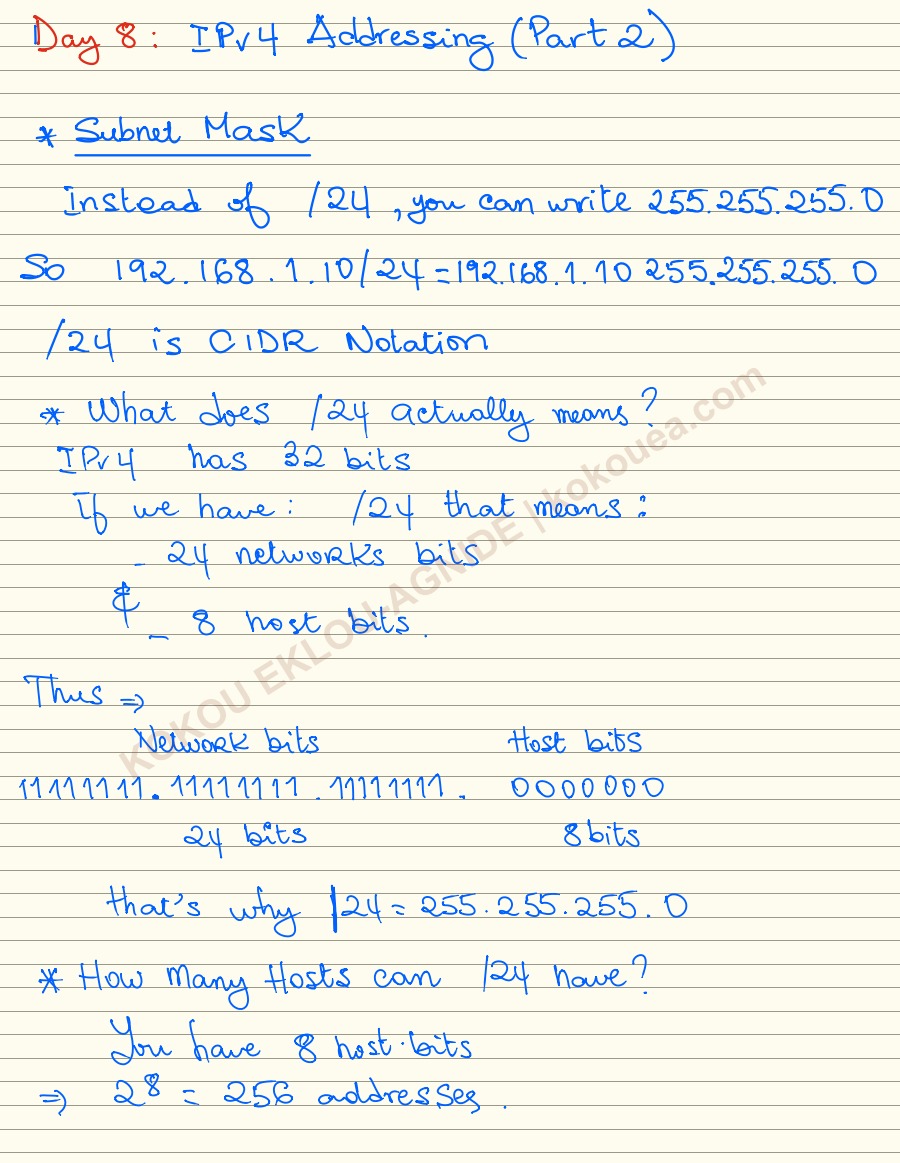 Day 8: IPv4 Addressing (Part 2)
* Subnet Mask
Instead of /24, you can write 255.255.255.0
So 192.168.1.10/24 = 192.168.1.10 255.255.255.0
/24 is CIDR Notation
* What does /24 actually means?
IPv4 has 32 bits
If we have: /24 that means:
- 24 networks bits
&
- 8 host bits.
Thus ⇒
Network bits Host bits
11111111.11111111.11111111. 0000000
24 bits 8 bits
that's why /24 = 255.255.255.0
* How Many Hosts can /24 have?
You have 8 host.bits
⇒ 2⁸ = 256 addresses.
KOKOU EKLOU-AGNIDE | kokouea.com